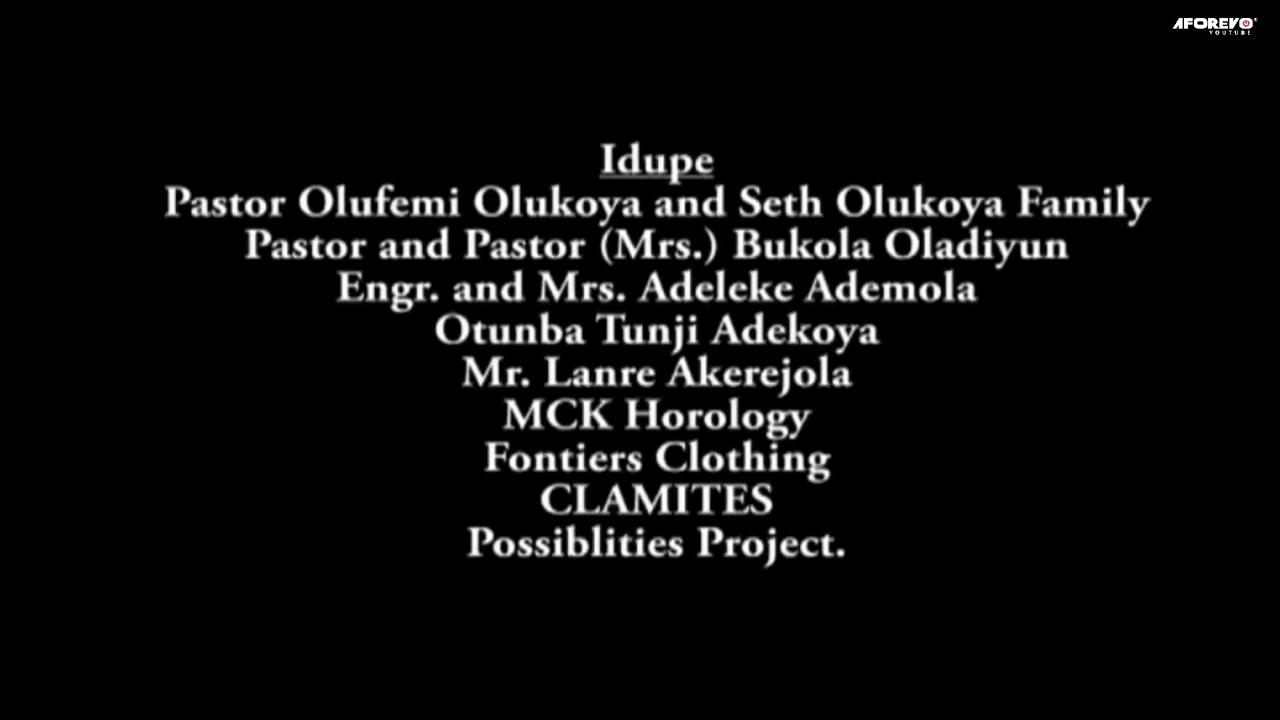 AFOREVO
YOUTUBE
Idupe
Pastor Olufemi Olukoya and Seth Olukoya Family
Pastor and Pastor (Mrs.) Bukola Oladiyun
Engr. and Mrs. Adeleke Ademola
Otunba Tunji Adekoya
Mr. Lanre Akerejola
MCK Horology
Fontiers Clothing
CLAMITES
Possiblities Project.